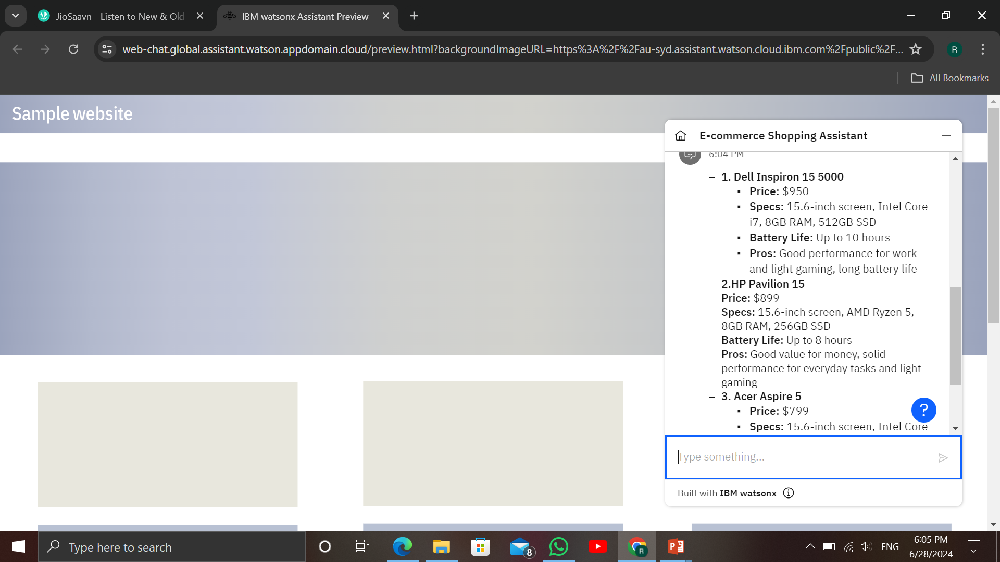 JioSaavn - Listen to New & Old
IBM watsonx Assistant Preview
web-chat.global.assistant.watson.appdomain.cloud/preview.html?backgroundImageURL=https%3A%2F%2Fau-syd.assistant.watson.cloud.ibm.com%2Fpublic%2F...
R
All Bookmarks
Sample website
E-commerce Shopping Assistant
6:04 PM
– 1. Dell Inspiron 15 5000
▪ Price: $950
▪ Specs: 15.6-inch screen, Intel Core
i7, 8GB RAM, 512GB SSD
▪ Battery Life: Up to 10 hours
▪ Pros: Good performance for work
and light gaming, long battery life
– 2.HP Pavilion 15
– Price: $899
– Specs: 15.6-inch screen, AMD Ryzen 5,
8GB RAM, 256GB SSD
– Battery Life: Up to 8 hours
– Pros: Good value for money, solid
performance for everyday tasks and light
gaming
– 3. Acer Aspire 5
▪ Price: $799
?
▪ Specs: 15.6-inch screen, Intel Core
Type something...
Built with IBM watsonx
Type here to search
8
R
P
ENG
6:05 PM
6/28/2024